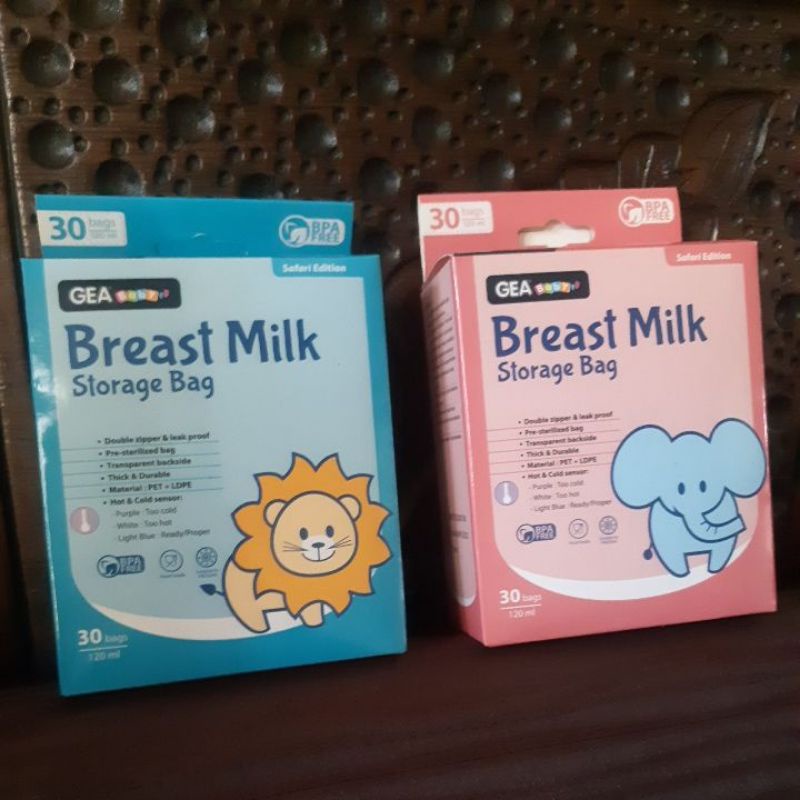 30 bags
120 ml
BPA
FREE
Safari Edition
GEA Baby
Breast Milk
Storage Bag
• Double zipper & leak proof
• Pre-sterilized bag
• Transparent backside
• Thick & Durable
• Material : PET + LDPE
• Hot & Cold sensor:
- Purple : Too cold
- White : Too hot
- Light Blue : Ready/Proper
BPA
FREE
30 bags
120 ml
30 bags
120 ml
BPA
FREE
Safari Edition
GEA Baby
Breast Milk
Storage Bag
• Double zipper & leak proof
• Pre-sterilized bag
• Transparent backside
• Thick & Durable
• Material : PET + LDPE
• Hot & Cold sensor:
- Purple : Too cold
- White : Too hot
- Light Blue : Ready/Proper
BPA
FREE
30 bags
120 ml